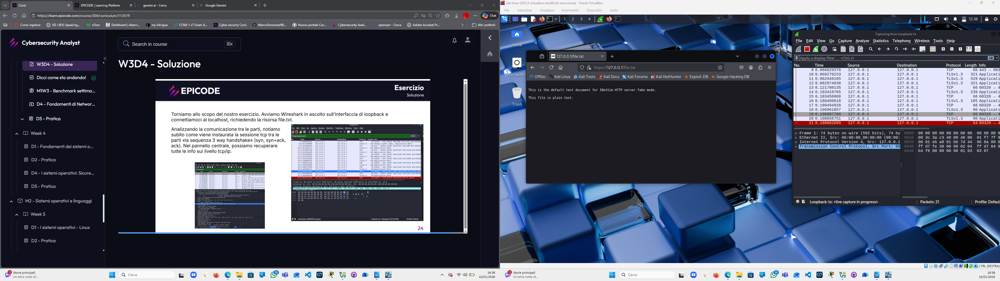 Corsi
EPICODE | Learning Platform
gemini ai - Cerca
Google Gemini
https://learn.epicode.com/course/304/curriculum/112619
Chat
Corso ingelese
ISE I (B1) Speaking...
eToro
Dashboard | elearn...
my inlingua
CCNA 1 v7 Exam A...
Cyber security Corsi
MarcoGenovese99...
Nuovo portale Cor...
Cybersecurity Anal...
openvpn - Cerca
Adobe Acrobat Pr...
Altri preferiti
Cybersecurity Analyst
Search in course
⌘K
W3D4 - Soluzione
Dicci come sta andando!
M1W3 - Benchmark settima...
D4 - Fondamenti di Networ...
D5 - Pratica
Week 4
D1 - Fondamenti dei sistemi o...
D2 - Pratica
D4 - I sistemi operativi: Sicure...
D5 - Pratica
M2 - Sistemi operativi e linguaggi
Week 5
D1 - I sistemi operativi - Linux
D2 - Pratica
W3D4 - Soluzione
EPICODE
Esercizio
Soluzione
Torniamo allo scopo del nostro esercizio. Avviamo Wireshark in ascolto sull'interfaccia di loopback e
connettiamoci al localhost, richiedendo la risorsa file.txt.
Analizzando la comunicazione tra le parti, notiamo
subito come viene instaurata la sessione tcp tra le
parti «la sequenza 3 way handshake» (syn, syn+ack,
ack). Nel pannello centrale, possiamo recuperare
tutte le info sui livello tcp/ip.
24
kali-linux-2025.3-virtualbox-amd64 [In esecuzione] - Oracle VirtualBox
File Macchina Visualizza Inserimento Dispositivi Aiuto
1 2 3 4
12:38
Home
File System
Trash
127.0.0.1/file.txt
https://127.0.0.1/file.txt
OffSec Kali Linux Kali Tools Kali Docs Kali Forums Kali NetHunter Exploit-DB Google Hacking DB
This is the default text document for INetSim HTTP server fake mode.
This file is plain text.
Capturing from Loopback: lo
File Edit View Go Capture Analyze Statistics Telephony Wireless Tools Help
Apply a display filter ... <Ctrl-/>
No. Time Source Destination Protocol Length Info
9 0.066829378 127.0.0.1 127.0.0.1 TCP 66 443 → 603
10 0.068270233 127.0.0.1 127.0.0.1 TLSv1.3 321 Applicati
11 0.082949105 127.0.0.1 127.0.0.1 TLSv1.3 529 Applicati
12 0.082974638 127.0.0.1 127.0.0.1 TLSv1.3 321 Applicati
13 0.121780135 127.0.0.1 127.0.0.1 TCP 66 60320 → 4
14 0.183419785 127.0.0.1 127.0.0.1 TLSv1.3 239 Applicati
15 0.183456868 127.0.0.1 127.0.0.1 TCP 66 60320 → 4
16 0.188409818 127.0.0.1 127.0.0.1 TLSv1.3 185 Applicati
17 0.188494928 127.0.0.1 127.0.0.1 TCP 66 60320 → 4
18 0.196961857 127.0.0.1 127.0.0.1 TLSv1.3 90 Applicati
19 0.196987788 127.0.0.1 127.0.0.1 TCP 66 60320 → 4
20 0.198856751 127.0.0.1 127.0.0.1 TLSv1.3 90 Applicati
21 0.198882899 127.0.0.1 127.0.0.1 TCP 54 60320 → 4
Frame 1: 74 bytes on wire (592 bits), 74 by
Ethernet II, Src: 00:00:00_00:00:00 (00:00:
Internet Protocol Version 4, Src: 127.0.0.1
Transmission Control Protocol, Src Port: 60
0000 00 00 00 00 00 00 00 00 00 00 00 0
0010 00 3c 3a c3 40 00 40 06 01 f7 7f 0
0020 00 01 eb a0 01 bb 7d 44 96 8a 00 0
0030 ff d7 fe 30 00 00 02 04 ff d7 04 0
0040 b4 f6 00 00 00 00 01 03 03 07
Loopback: lo: <live capture in progress>
Packets: 21
Profile: Defaul
CTRL (DESTRA)
1
Storie principali
Un'altra notte di...
Cerca
30
18:38
10/01/2026
1
Storie principali
Un'altra notte di...
Cerca
30
18:38
10/01/2026